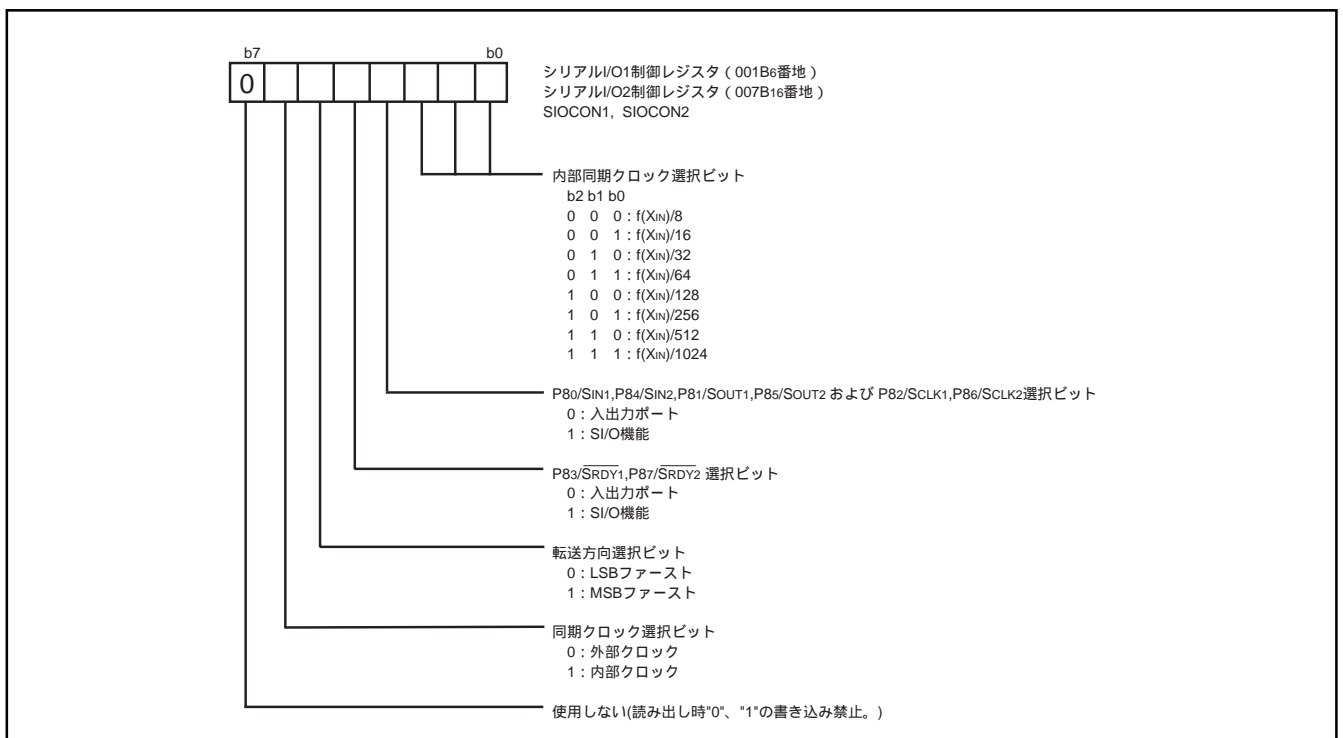 b7 b0
0
シリアルI/O1制御レジスタ（001B6番地）
シリアルI/O2制御レジスタ（007B16番地）
SIOCON1, SIOCON2
内部同期クロック選択ビット
b2 b1 b0
0 0 0：f(XIN)/8
0 0 1：f(XIN)/16
0 1 0：f(XIN)/32
0 1 1：f(XIN)/64
1 0 0：f(XIN)/128
1 0 1：f(XIN)/256
1 1 0：f(XIN)/512
1 1 1：f(XIN)/1024
P80/SIN1,P84/SIN2,P81/SOUT1,P85/SOUT2 および P82/SCLK1,P86/SCLK2選択ビット
0：入出力ポート
1：SI/O機能
P83/SRDY1,P87/SRDY2 選択ビット
0：入出力ポート
1：SI/O機能
転送方向選択ビット
0：LSBファースト
1：MSBファースト
同期クロック選択ビット
0：外部クロック
1：内部クロック
使用しない(読み出し時"0"、"1"の書き込み禁止。)